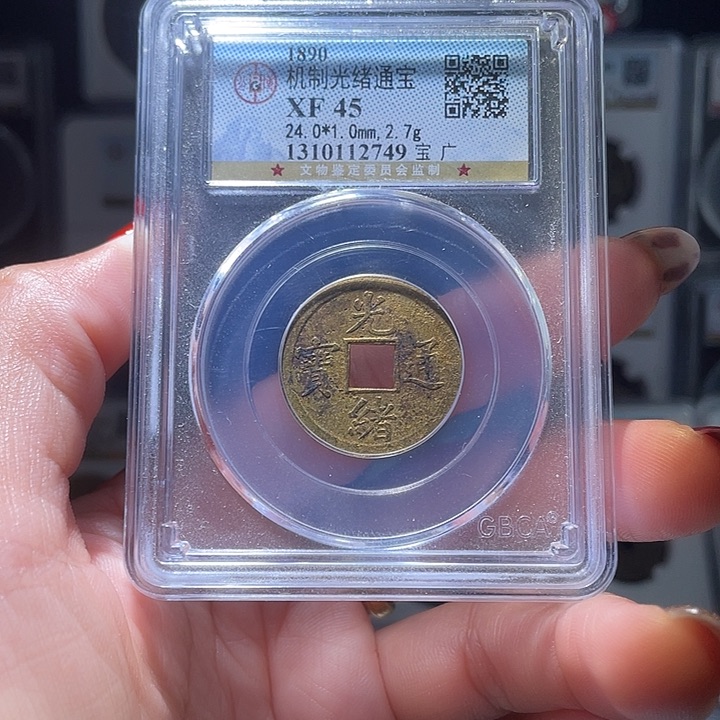 1890
机制光绪通宝
XF 45
24.0*1.0mm, 2.7g
1310112749 宝 广
★ 文物鉴定委员会监制 ★
光
寶 通
緒
GBCA®